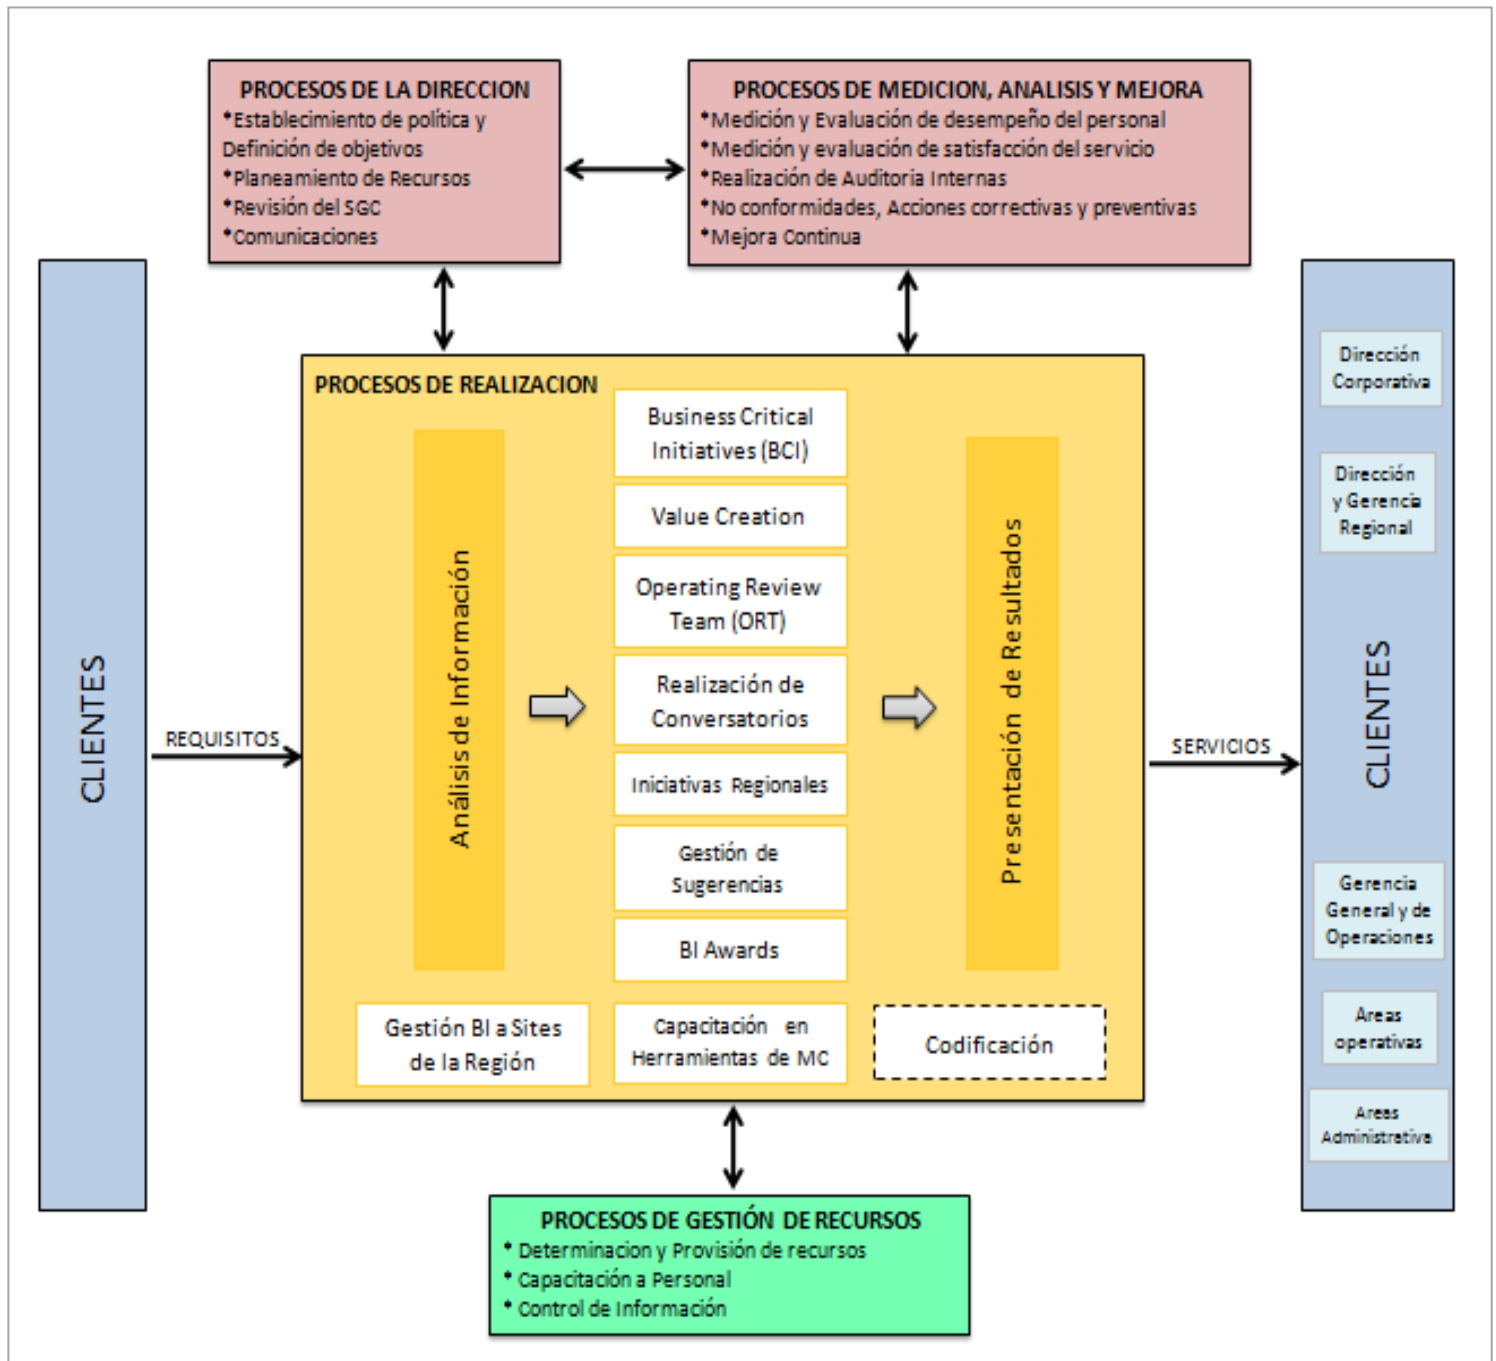 PROCESOS DE LA DIRECCION
*Establecimiento de política y
Definición de objetivos
*Planeamiento de Recursos
*Revisión del SGC
*Comunicaciones
PROCESOS DE MEDICION, ANALISIS Y MEJORA
*Medición y Evaluación de desempeño del personal
*Medición y evaluación de satisfacción del servicio
*Realización de Auditoria Internas
*No conformidades, Acciones correctivas y preventivas
*Mejora Continua
CLIENTES
REQUISITOS
PROCESOS DE REALIZACION
Análisis de Información
Business Critical
Initiatives (BCI)
Value Creation
Operating Review
Team (ORT)
Realización de
Conversatorios
Iniciativas Regionales
Gestión de
Sugerencias
BI Awards
Presentación de Resultados
Gestión BI a Sites
de la Región
Capacitación en
Herramientas de MC
Codificación
SERVICIOS
CLIENTES
Dirección
Corporativa
Dirección
y Gerencia
Regional
Gerencia
General y de
Operaciones
Areas
operativas
Areas
Administrativa
PROCESOS DE GESTIÓN DE RECURSOS
* Determinacion y Provisión de recursos
* Capacitación a Personal
* Control de Información